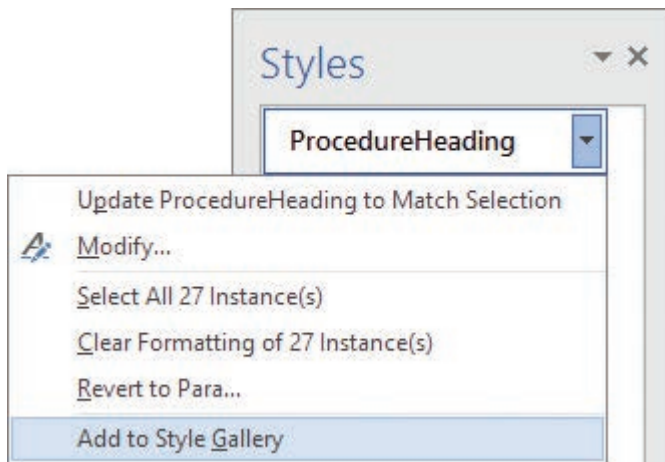 Styles
ProcedureHeading
Update ProcedureHeading to Match Selection
Modify...
Select All 27 Instance(s)
Clear Formatting of 27 Instance(s)
Revert to Para...
Add to Style Gallery